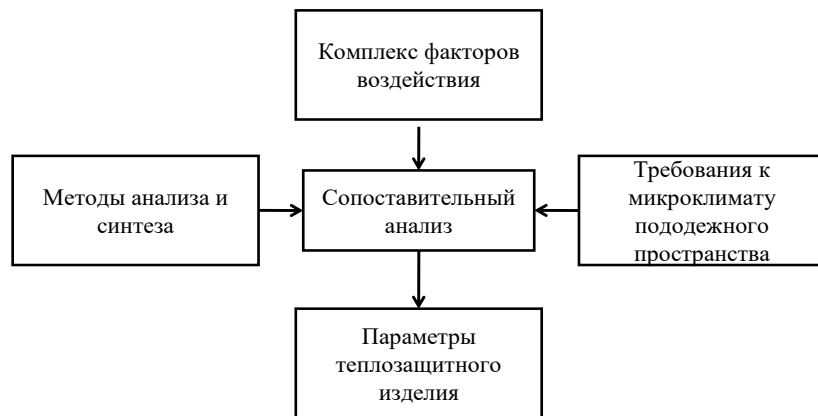 Комплекс факторов
воздействия
Методы анализа и
синтеза
Сопоставительный
анализ
Требования к
микроклимату
пододежного
пространства
Параметры
теплозащитного
изделия